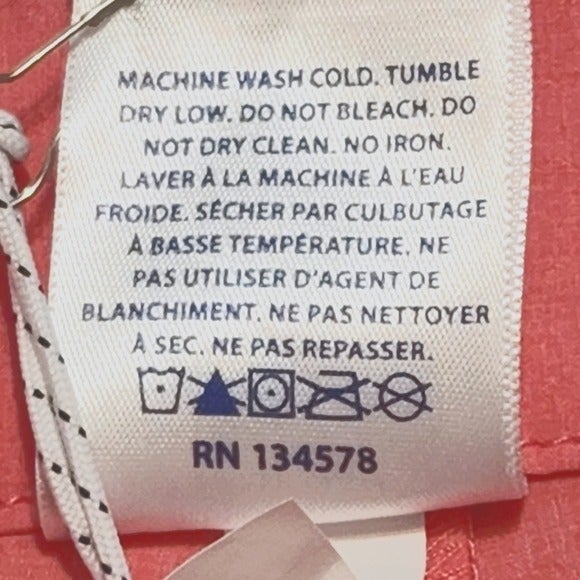 MACHINE WASH COLD. TUMBLE
DRY LOW. DO NOT BLEACH. DO
NOT DRY CLEAN. NO IRON.
LAVER À LA MACHINE À L'EAU
FROIDE. SÉCHER PAR CULBUTAGE
À BASSE TEMPÉRATURE. NE
PAS UTILISER D'AGENT DE
BLANCHIMENT. NE PAS NETTOYER
À SEC. NE PAS REPASSER.
RN 134578